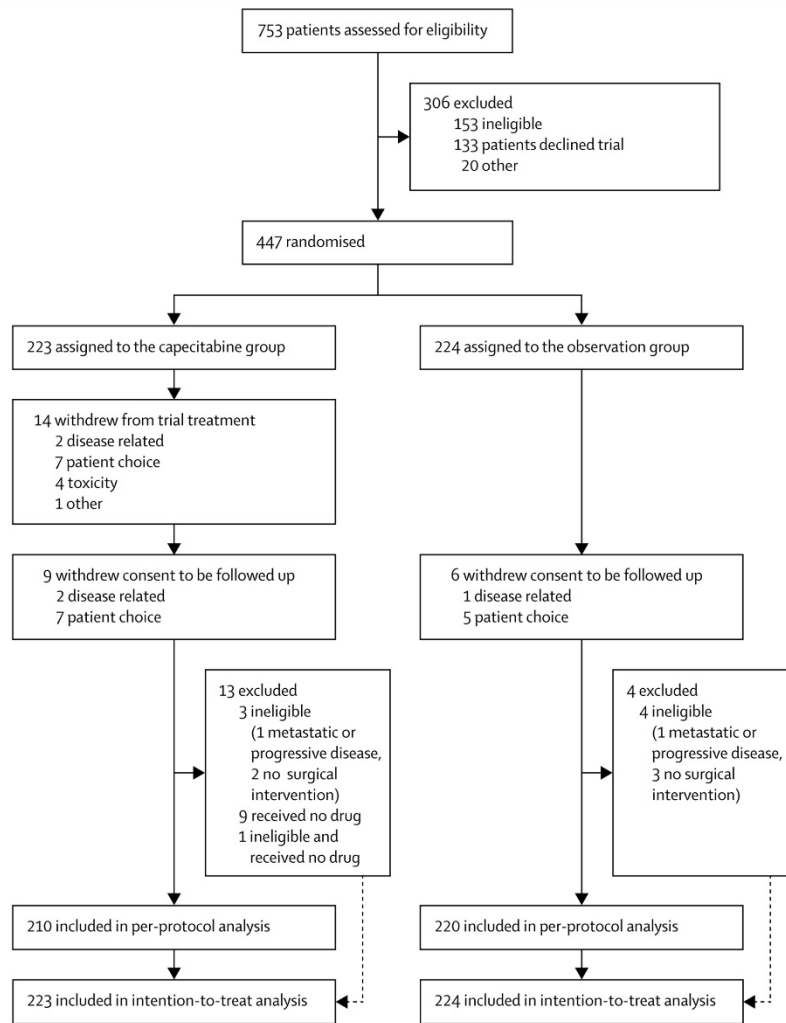 753 patients assessed for eligibility
306 excluded
153 ineligible
133 patients declined trial
20 other
447 randomised
223 assigned to the capecitabine group
224 assigned to the observation group
14 withdrew from trial treatment
2 disease related
7 patient choice
4 toxicity
1 other
9 withdrew consent to be followed up
2 disease related
7 patient choice
6 withdrew consent to be followed up
1 disease related
5 patient choice
13 excluded
3 ineligible
(1 metastatic or
progressive disease,
2 no surgical
intervention)
9 received no drug
1 ineligible and
received no drug
4 excluded
4 ineligible
(1 metastatic or
progressive disease,
3 no surgical
intervention)
210 included in per-protocol analysis
220 included in per-protocol analysis
223 included in intention-to-treat analysis
224 included in intention-to-treat analysis